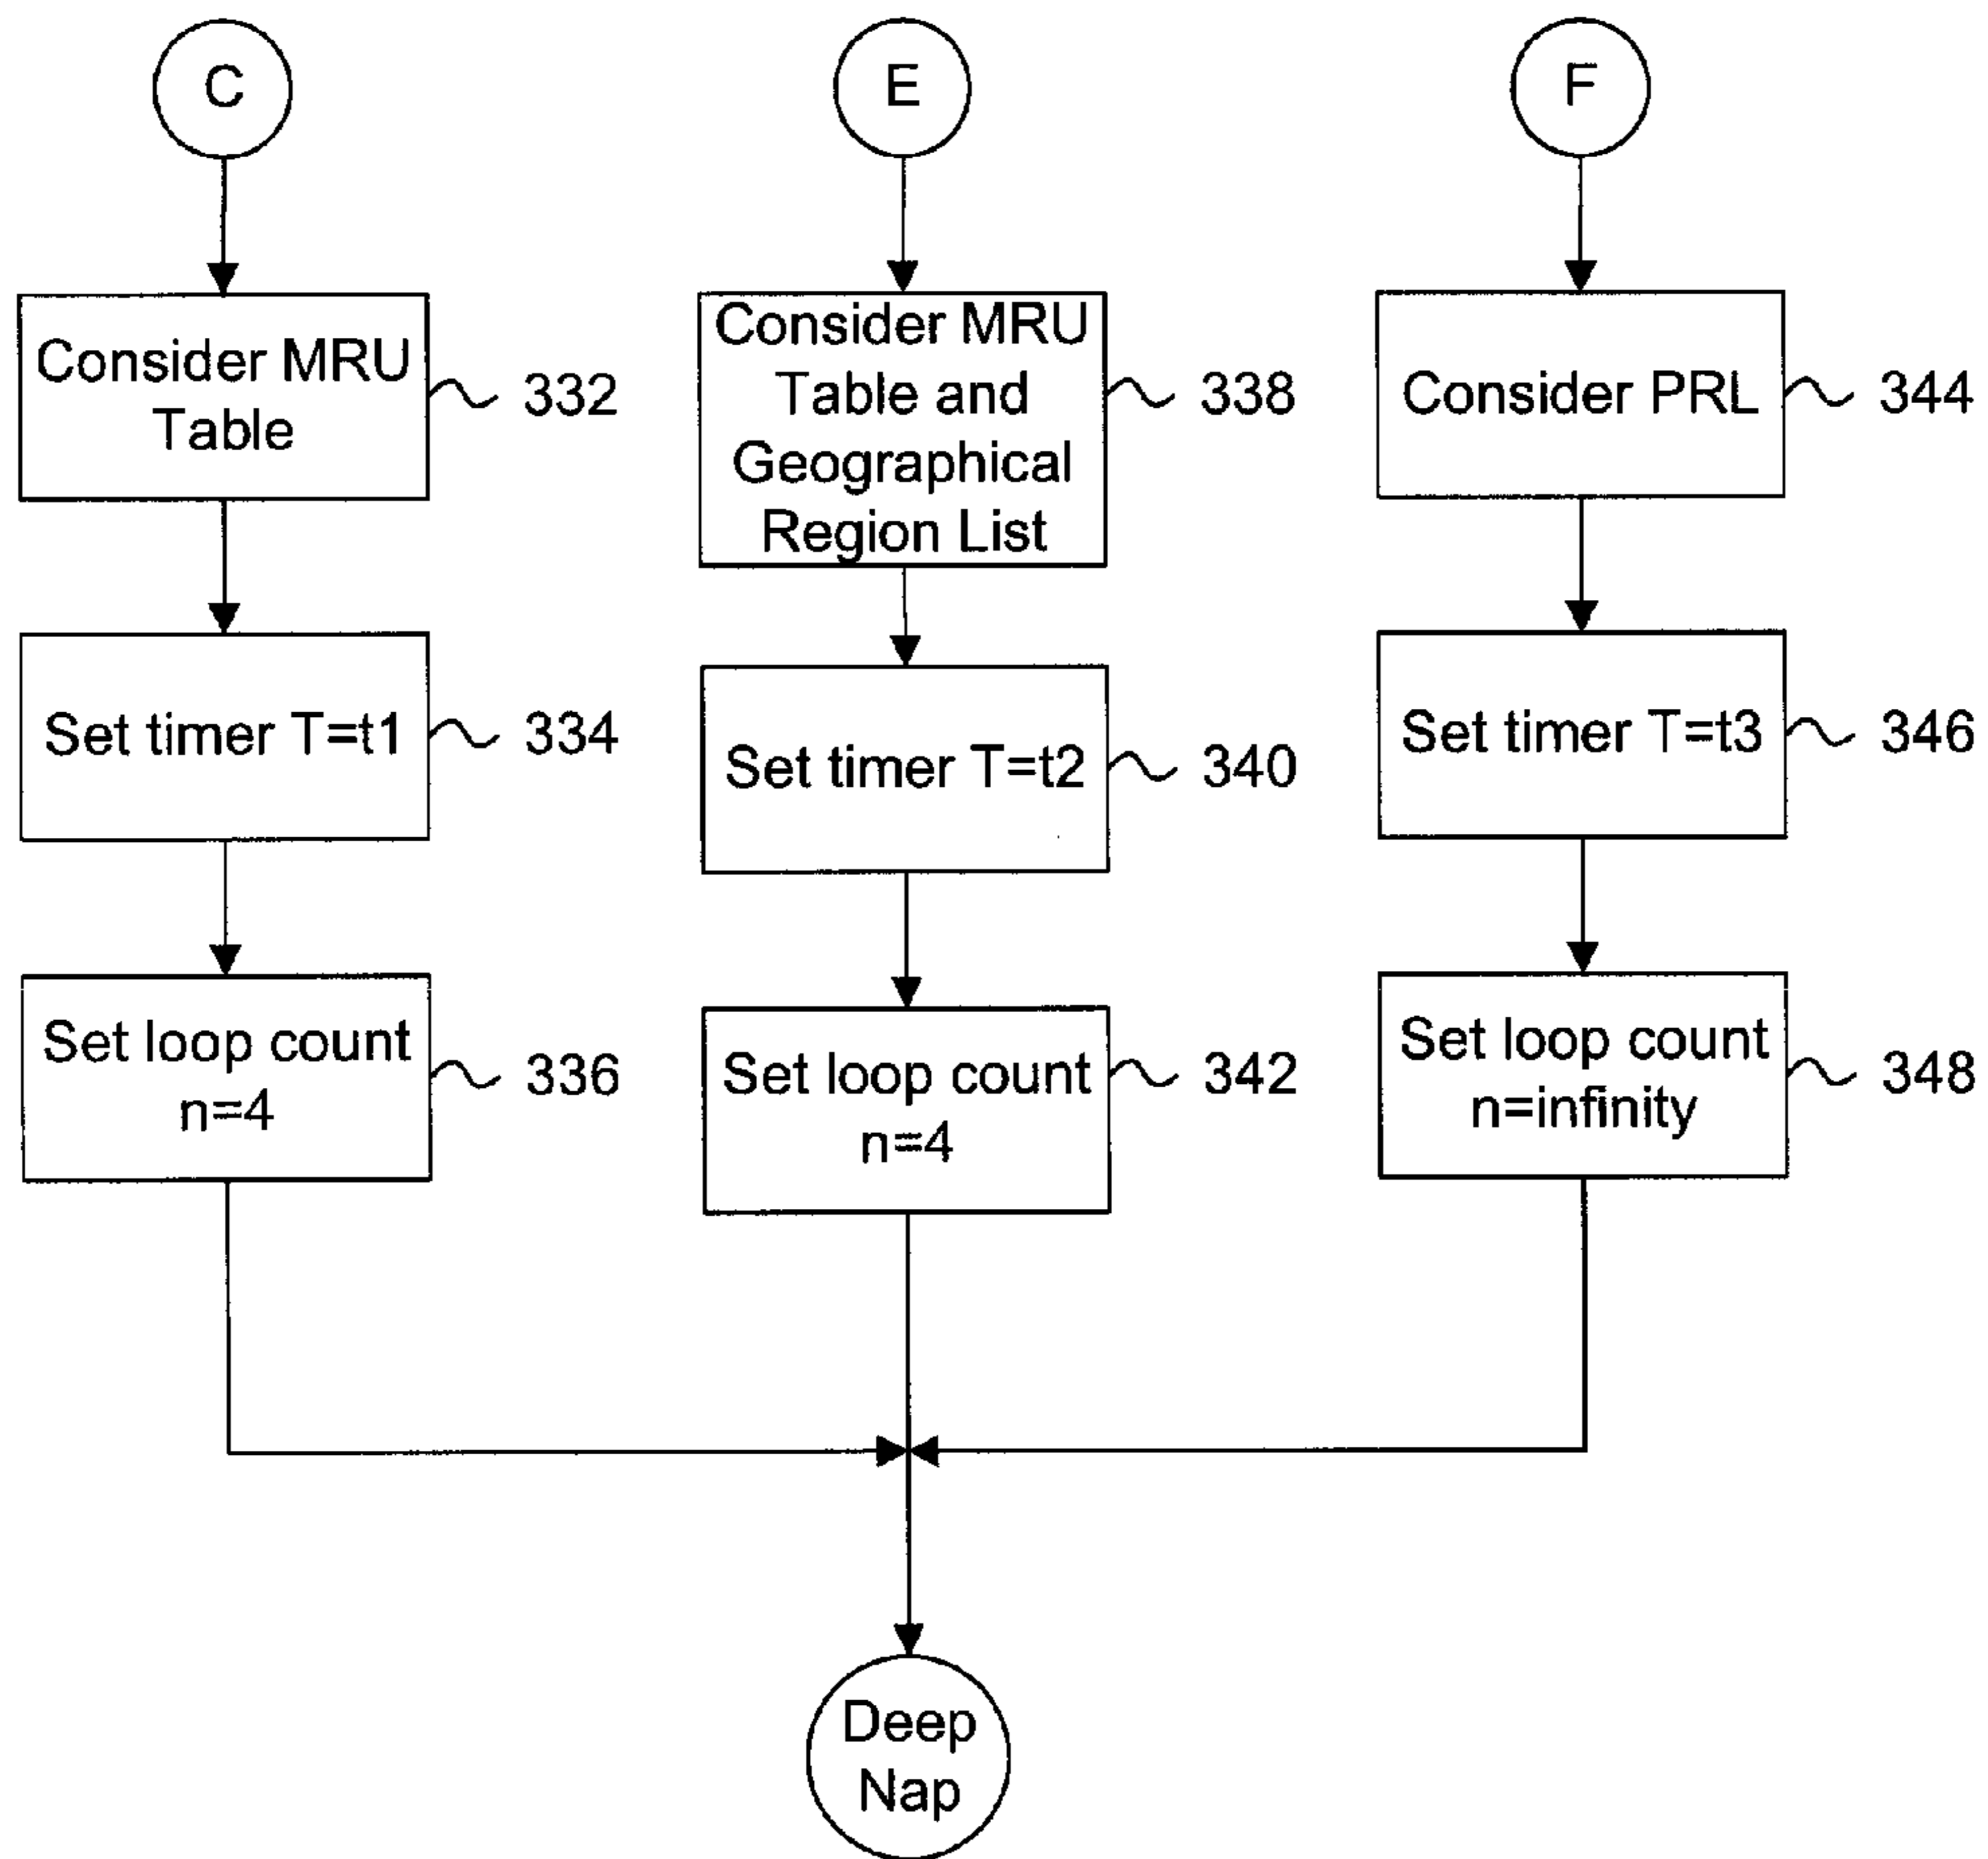 C
E
F
Consider MRU
Table
332
Consider MRU
Table and
Geographical
Region List
338
Consider PRL
344
Set timer T=t1
334
Set timer T=t2
340
Set timer T=t3
346
Set loop count
n=4
336
Set loop count
n=4
342
Set loop count
n=infinity
348
Deep
Nap